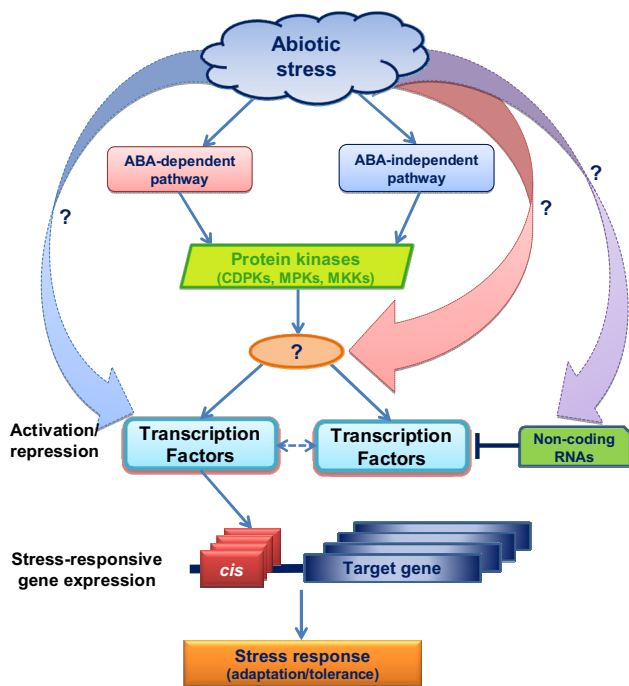 Abiotic
stress
ABA-dependent
pathway
ABA-independent
pathway
?
?
?
Protein kinases
(CDPKs, MPKs, MKKs)
?
Activation/
repression
Transcription
Factors
Transcription
Factors
Non-coding
RNAs
Stress-responsive
gene expression
cis
Target gene
Stress response
(adaptation/tolerance)